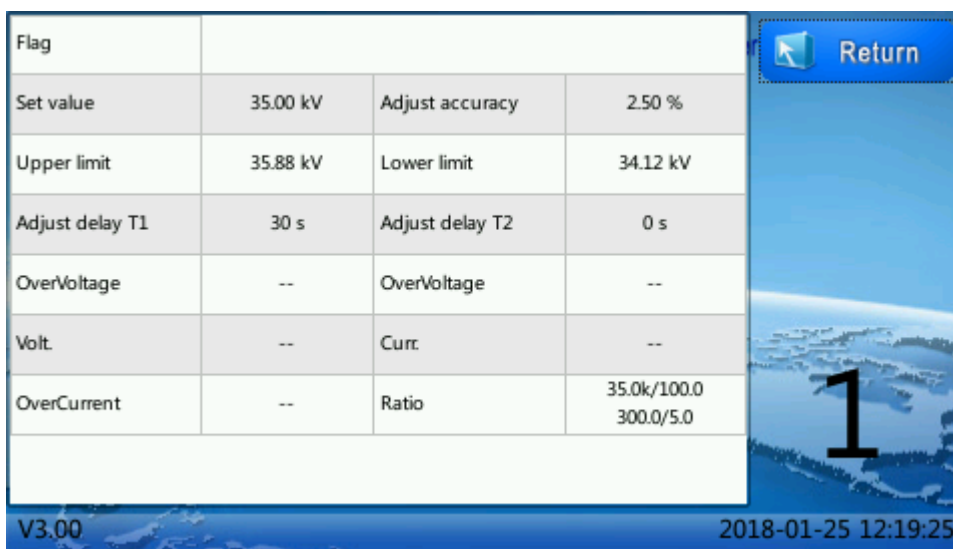 Flag
r
Return
Set value 35.00 kV Adjust accuracy 2.50 %
Upper limit 35.88 kV Lower limit 34.12 kV
Adjust delay T1 30 s Adjust delay T2 0 s
OverVoltage -- OverVoltage --
Volt. -- Curr. --
OverCurrent -- Ratio 35.0k/100.0
300.0/5.0
1
V3.00 2018-01-25 12:19:25